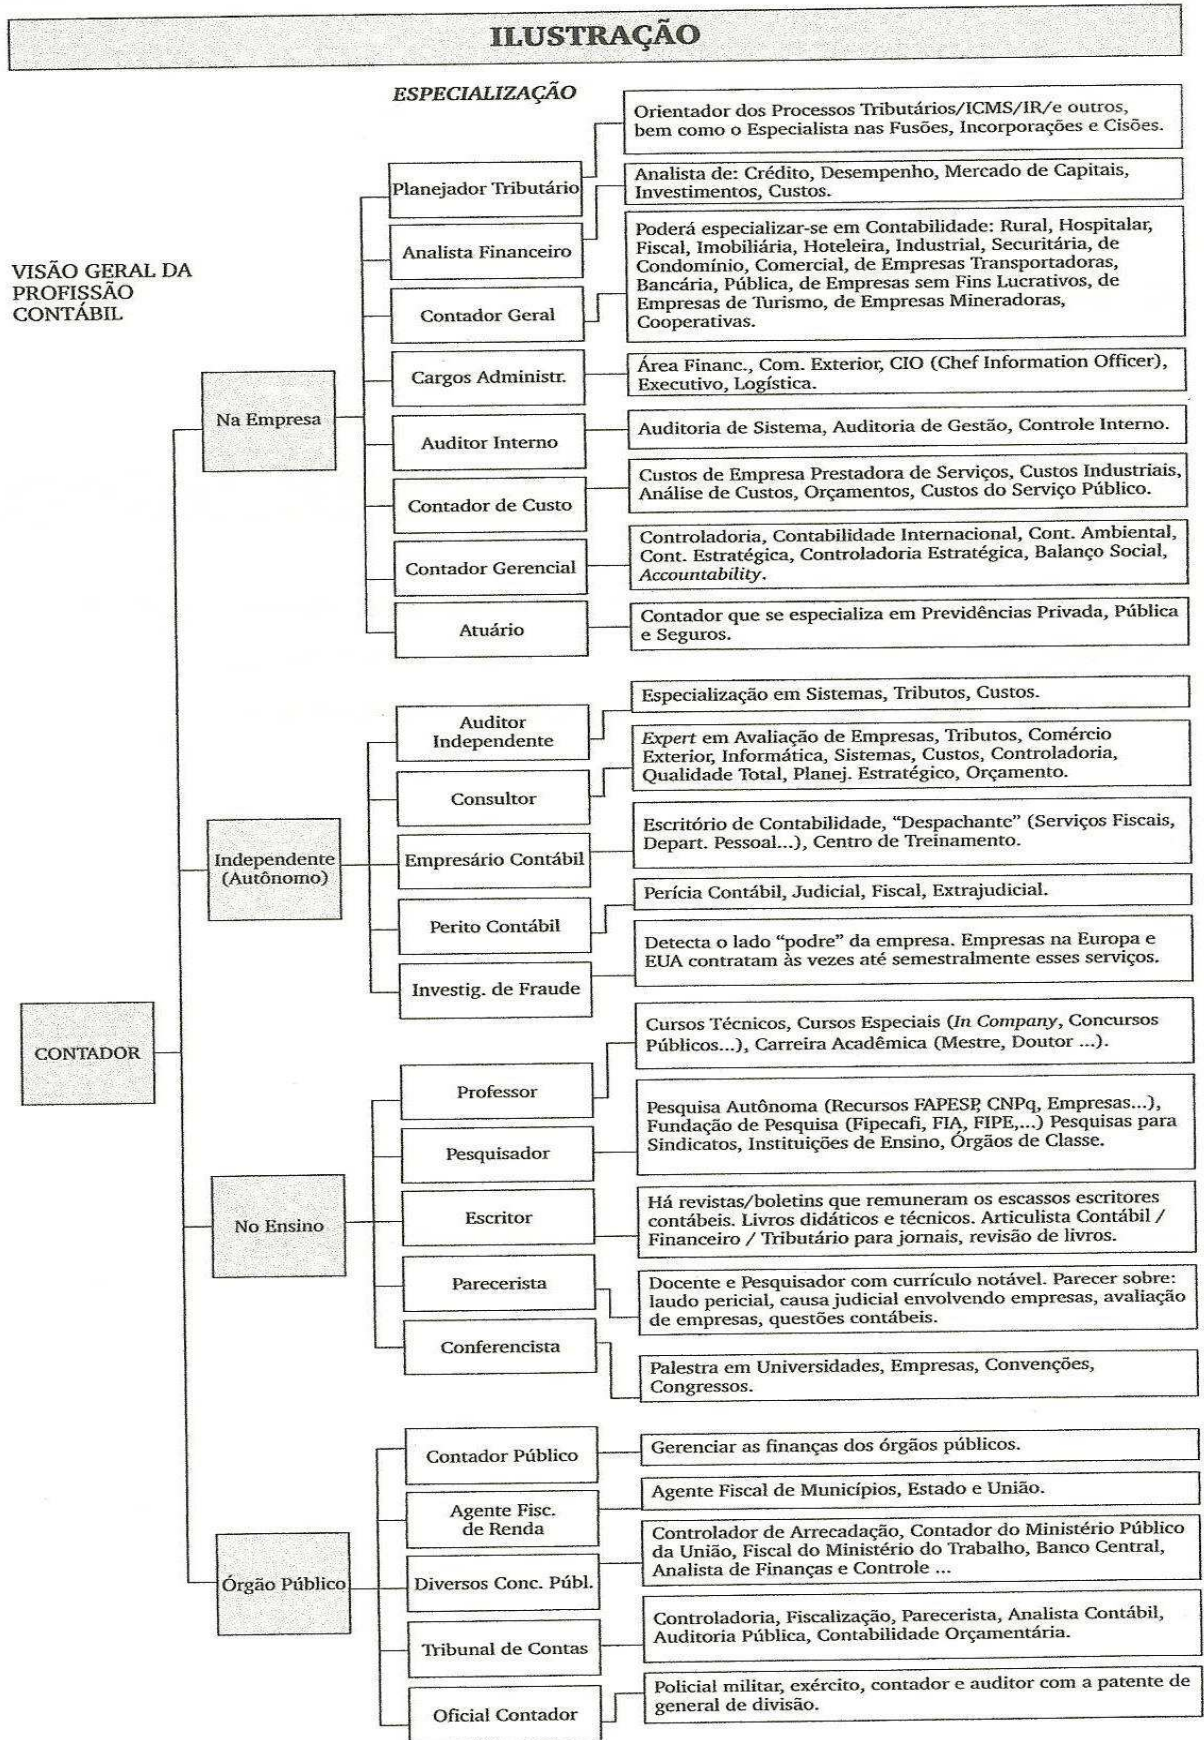 ILUSTRAÇÃO
ESPECIALIZAÇÃO
VISÃO GERAL DA
PROFISSÃO
CONTÁBIL
CONTADOR
Na Empresa
Planejador Tributário
Orientador dos Processos Tributários/ICMS/IR/e outros,
bem como o Especialista nas Fusões, Incorporações e Cisões.
Analista Financeiro
Analista de: Crédito, Desempenho, Mercado de Capitais,
Investimentos, Custos.
Contador Geral
Poderá especializar-se em Contabilidade: Rural, Hospitalar,
Fiscal, Imobiliária, Hoteleira, Industrial, Securitária, de
Condomínio, Comercial, de Empresas Transportadoras,
Bancária, Pública, de Empresas sem Fins Lucrativos, de
Empresas de Turismo, de Empresas Mineradoras,
Cooperativas.
Cargos Administr.
Área Financ., Com. Exterior, CIO (Chef Information Officer),
Executivo, Logística.
Auditor Interno
Auditoria de Sistema, Auditoria de Gestão, Controle Interno.
Contador de Custo
Custos de Empresa Prestadora de Serviços, Custos Industriais,
Análise de Custos, Orçamentos, Custos do Serviço Público.
Contador Gerencial
Controladoria, Contabilidade Internacional, Cont. Ambiental,
Cont. Estratégica, Controladoria Estratégica, Balanço Social,
Accountability.
Atuário
Contador que se especializa em Previdências Privada, Pública
e Seguros.
Independente
(Autônomo)
Auditor
Independente
Especialização em Sistemas, Tributos, Custos.
Consultor
Expert em Avaliação de Empresas, Tributos, Comércio
Exterior, Informática, Sistemas, Custos, Controladoria,
Qualidade Total, Planej. Estratégico, Orçamento.
Empresário Contábil
Escritório de Contabilidade, “Despachante” (Serviços Fiscais,
Depart. Pessoal...), Centro de Treinamento.
Perito Contábil
Perícia Contábil, Judicial, Fiscal, Extrajudicial.
Investig. de Fraude
Detecta o lado “podre” da empresa. Empresas na Europa e
EUA contratam às vezes até semestralmente esses serviços.
No Ensino
Professor
Cursos Técnicos, Cursos Especiais (In Company, Concursos
Públicos...), Carreira Acadêmica (Mestre, Doutor ...).
Pesquisador
Pesquisa Autônoma (Recursos FAPESP, CNPq, Empresas...),
Fundação de Pesquisa (Fipecafi, FIA, FIPE,...) Pesquisas para
Sindicatos, Instituições de Ensino, Órgãos de Classe.
Escritor
Há revistas/boletins que remuneram os escassos escritores
contábeis. Livros didáticos e técnicos. Articulista Contábil /
Financeiro / Tributário para jornais, revisão de livros.
Parecerista
Docente e Pesquisador com currículo notável. Parecer sobre:
laudo pericial, causa judicial envolvendo empresas, avaliação
de empresas, questões contábeis.
Conferencista
Palestra em Universidades, Empresas, Convenções,
Congressos.
Órgão Público
Contador Público
Gerenciar as finanças dos órgãos públicos.
Agente Fisc.
de Renda
Agente Fiscal de Municípios, Estado e União.
Diversos Conc. Públ.
Controlador de Arrecadação, Contador do Ministério Público
da União, Fiscal do Ministério do Trabalho, Banco Central,
Analista de Finanças e Controle ...
Tribunal de Contas
Controladoria, Fiscalização, Parecerista, Analista Contábil,
Auditoria Pública, Contabilidade Orçamentária.
Oficial Contador
Policial militar, exército, contador e auditor com a patente de
general de divisão.